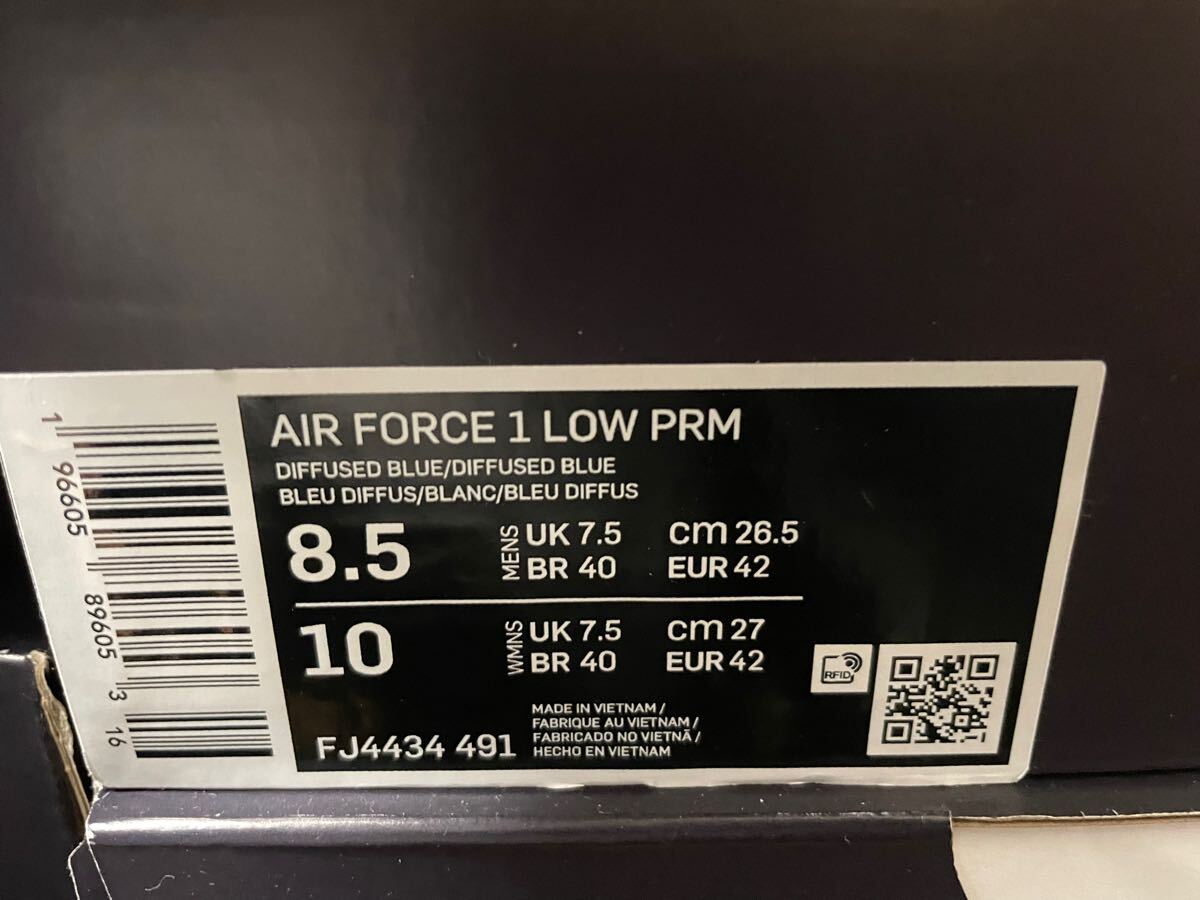 AIR FORCE 1 LOW PRM
DIFFUSED BLUE/DIFFUSED BLUE
BLEU DIFFUS/BLANC/BLEU DIFFUS
8.5
MENS
UK 7.5 cm 26.5
BR 40 EUR 42
10
WMNS
UK 7.5 cm 27
BR 40 EUR 42
RFID
FJ4434 491
MADE IN VIETNAM /
FABRIQUE AU VIETNAM /
FABRICADO NO VIETNÃ /
HECHO EN VIETNAM
1 96605 89605 3 16